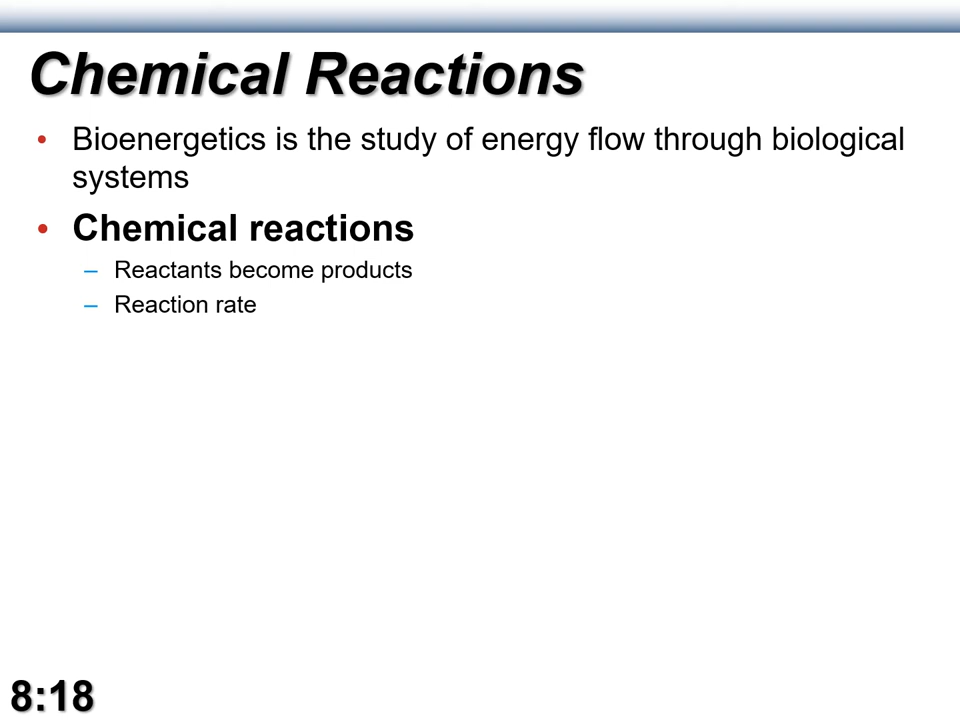 Chemical Reactions
• Bioenergetics is the study of energy flow through biological
systems
• Chemical reactions
– Reactants become products
– Reaction rate
8:18